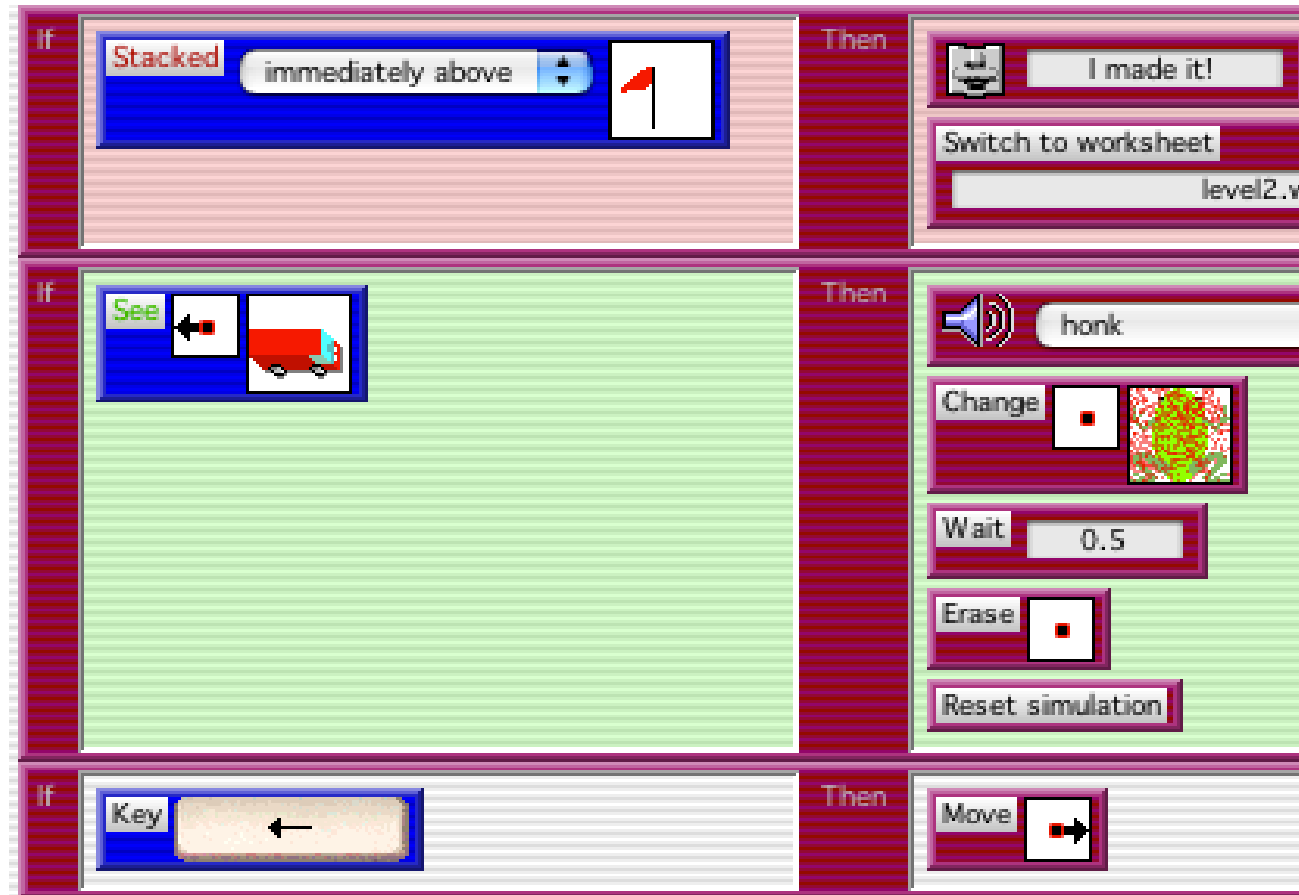 If
Stacked immediately above
Then
I made it!
Switch to worksheet
level2.w
If
See
Then
honk
Change
Wait 0.5
Erase
Reset simulation
If
Key
Then
Move